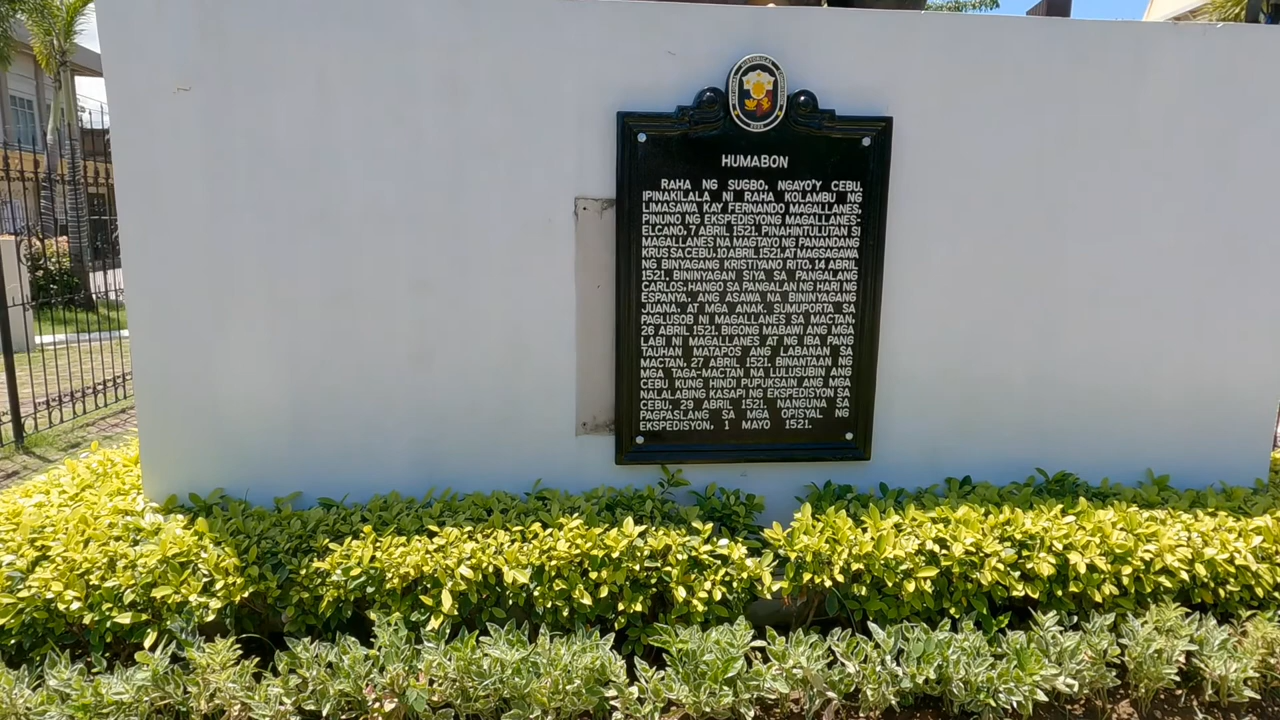 HUMABON
RAHA NG SUGBO, NGAYO'Y CEBU.
IPINAKILALA NI RAHA KOLAMBU NG
LIMASAWA KAY FERNANDO MAGALLANES,
PINUNO NG EKSPEDISYONG MAGALLANES-
ELCANO, 7 ABRIL 1521. PINAHINTULUTAN SI
MAGALLANES NA MAGTAYO NG PANANDANG
KRUS SA CEBU, 10 ABRIL 1521, AT MAGSAGAWA
NG BINYAGANG KRISTIYANO RITO, 14 ABRIL
1521. BININYAGAN SIYA SA PANGALANG
CARLOS, HANGO SA PANGALAN NG HARI NG
ESPANYA, ANG ASAWA NA BININYAGANG
JUANA, AT MGA ANAK. SUMUPORTA SA
PAGLUSOB NI MAGALLANES SA MACTAN,
26 ABRIL 1521. BIGONG MABAWI ANG MGA
LABI NI MAGALLANES AT NG IBA PANG
TAUHAN MATAPOS ANG LABANAN SA
MACTAN, 27 ABRIL 1521. BINANTAAN NG
MGA TAGA-MACTAN NA LULUSUBIN ANG
CEBU KUNG HINDI PUPUKSAIN ANG MGA
NALALABING KASAPI NG EKSPEDISYON SA
CEBU, 29 ABRIL 1521. NANGUNA SA
PAGPASLANG SA MGA OPISYAL NG
EKSPEDISYON, 1 MAYO 1521.